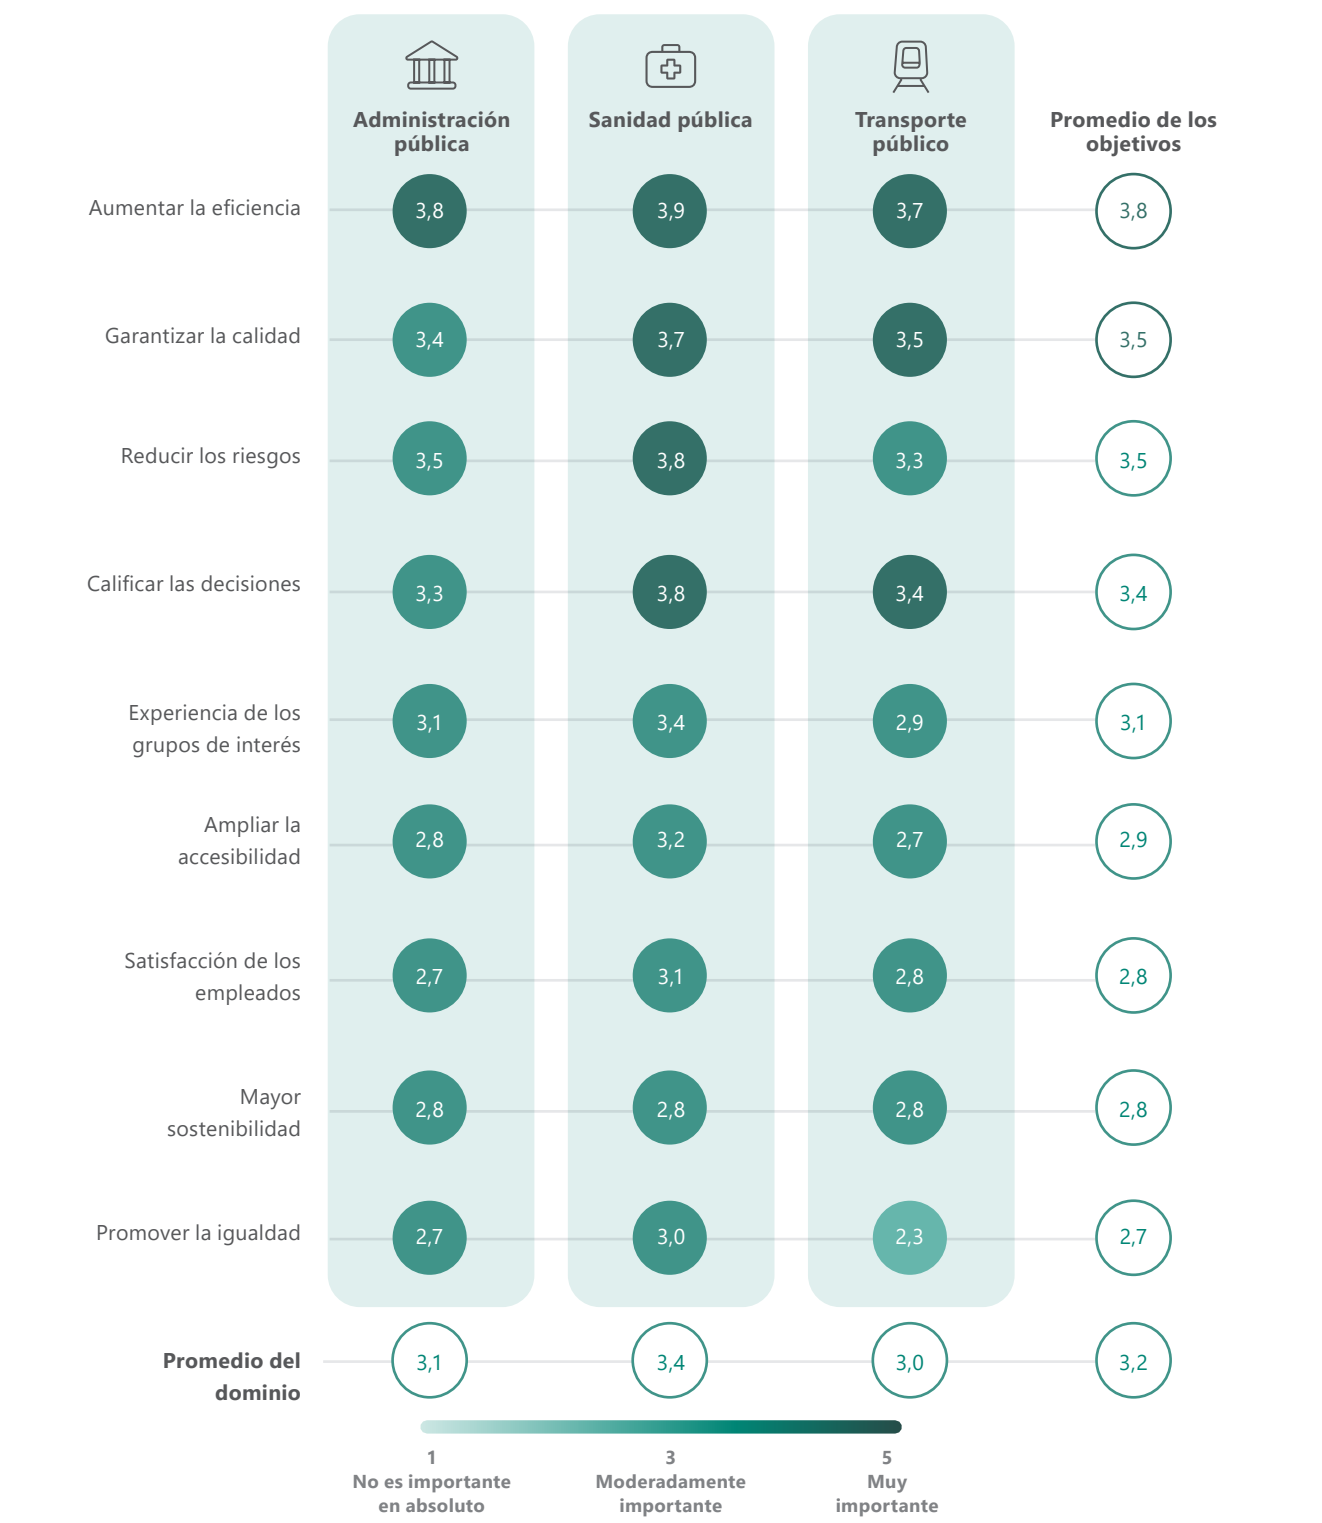 Administración
pública
Sanidad pública
Transporte
público
Promedio de los
objetivos
Aumentar la eficiencia
3,8
3,9
3,7
3,8
Garantizar la calidad
3,4
3,7
3,5
3,5
Reducir los riesgos
3,5
3,8
3,3
3,5
Calificar las decisiones
3,3
3,8
3,4
3,4
Experiencia de los
grupos de interés
3,1
3,4
2,9
3,1
Ampliar la
accesibilidad
2,8
3,2
2,7
2,9
Satisfacción de los
empleados
2,7
3,1
2,8
2,8
Mayor
sostenibilidad
2,8
2,8
2,8
2,8
Promover la igualdad
2,7
3,0
2,3
2,7
Promedio del
dominio
3,1
3,4
3,0
3,2
1
No es importante
en absoluto
3
Moderadamente
importante
5
Muy
importante